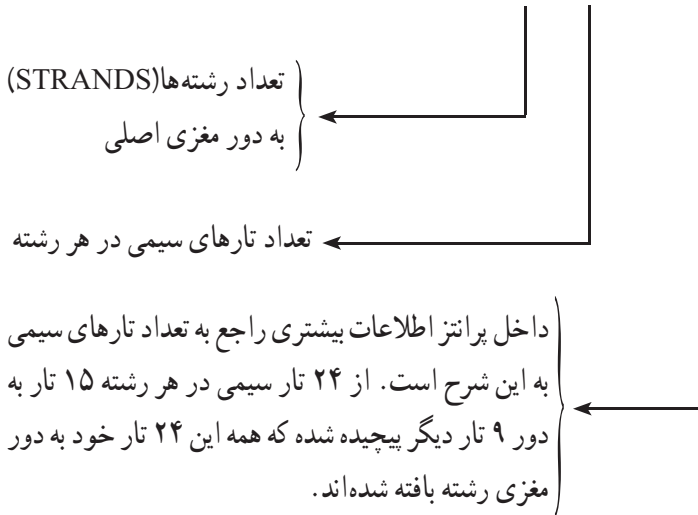 تعداد رشته‌ها(STRANDS)
به دور مغزی اصلی
تعداد تارهای سیمی در هر رشته
داخل پرانتز اطلاعات بیشتری راجع به تعداد تارهای سیمی
به این شرح است. از ۲۴ تار سیمی در هر رشته ۱۵ تار به
دور ۹ تار دیگر پیچیده شده که همه این ۲۴ تار خود به دور
مغزی رشته بافته شده‌اند.